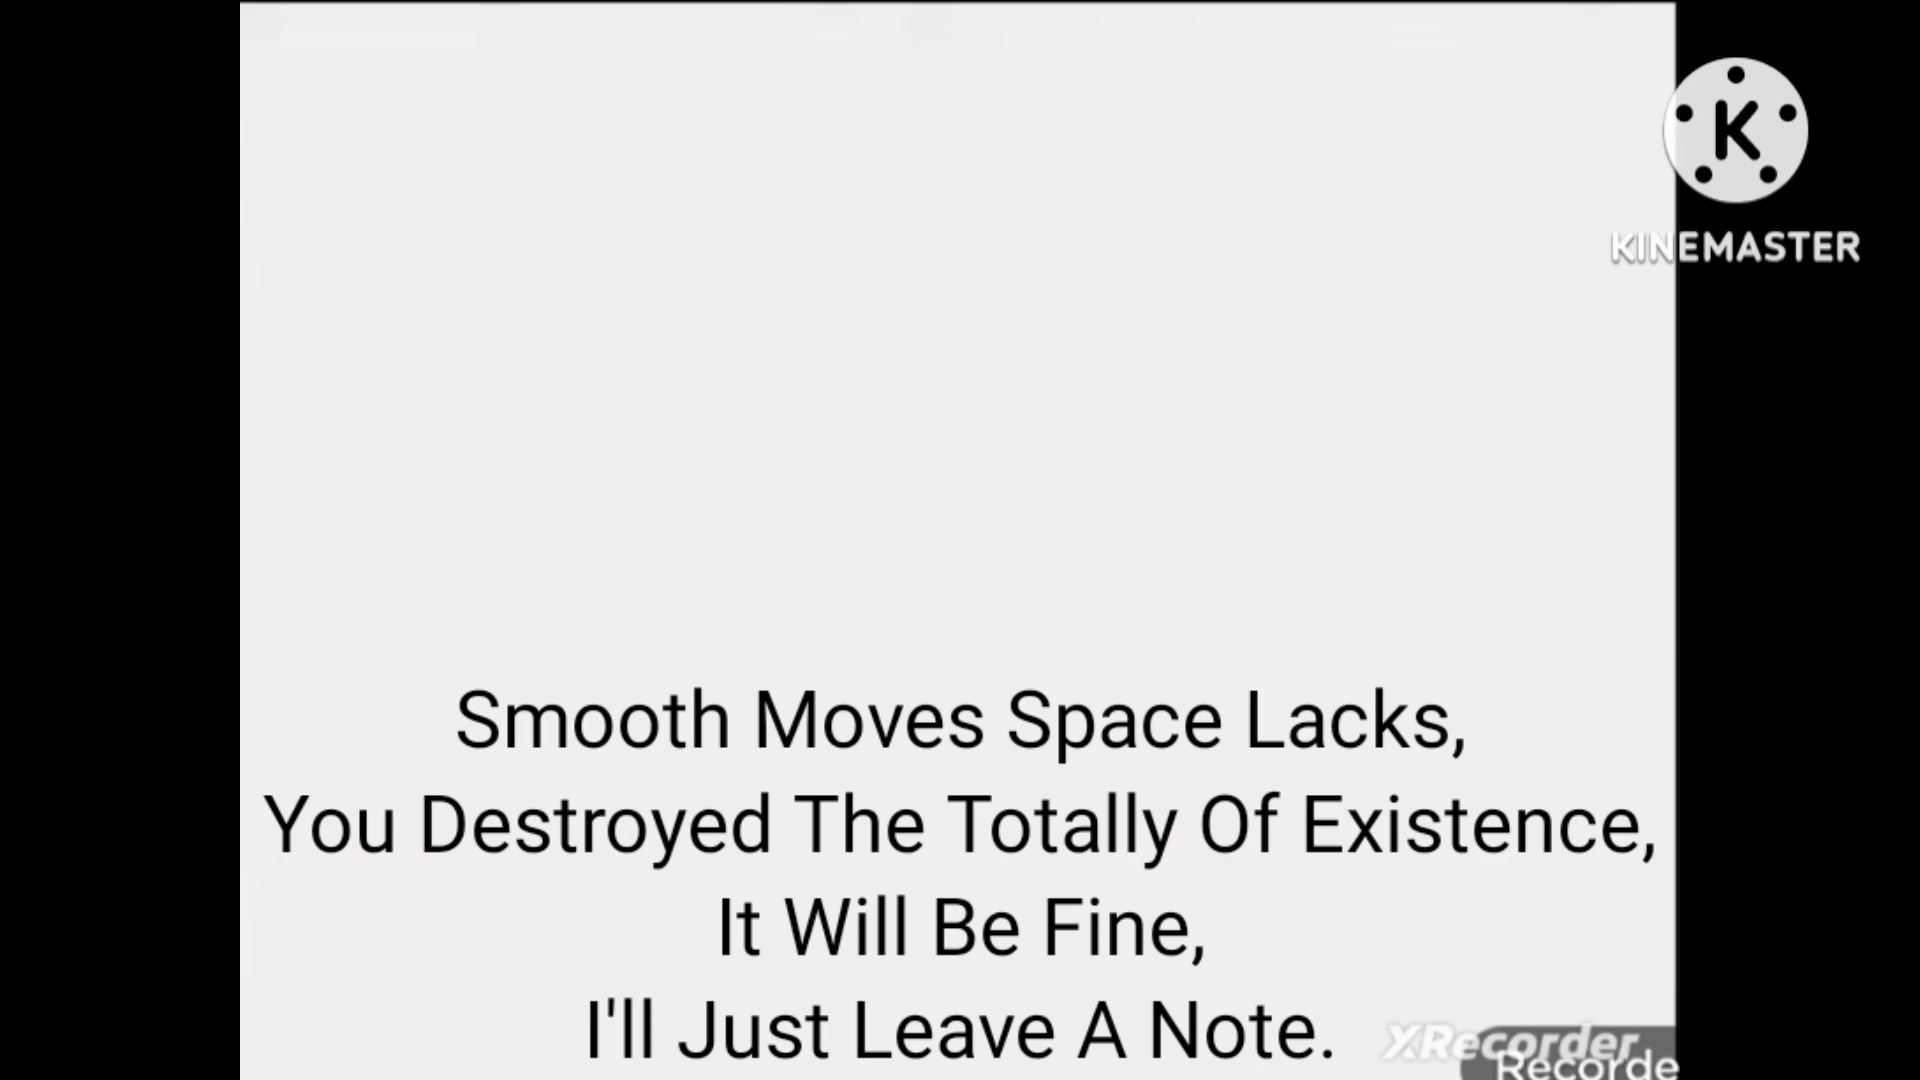 K
KINEMASTER
Smooth Moves Space Lacks,
You Destroyed The Totally Of Existence,
It Will Be Fine,
I'll Just Leave A Note.
XRecorder
Recorde